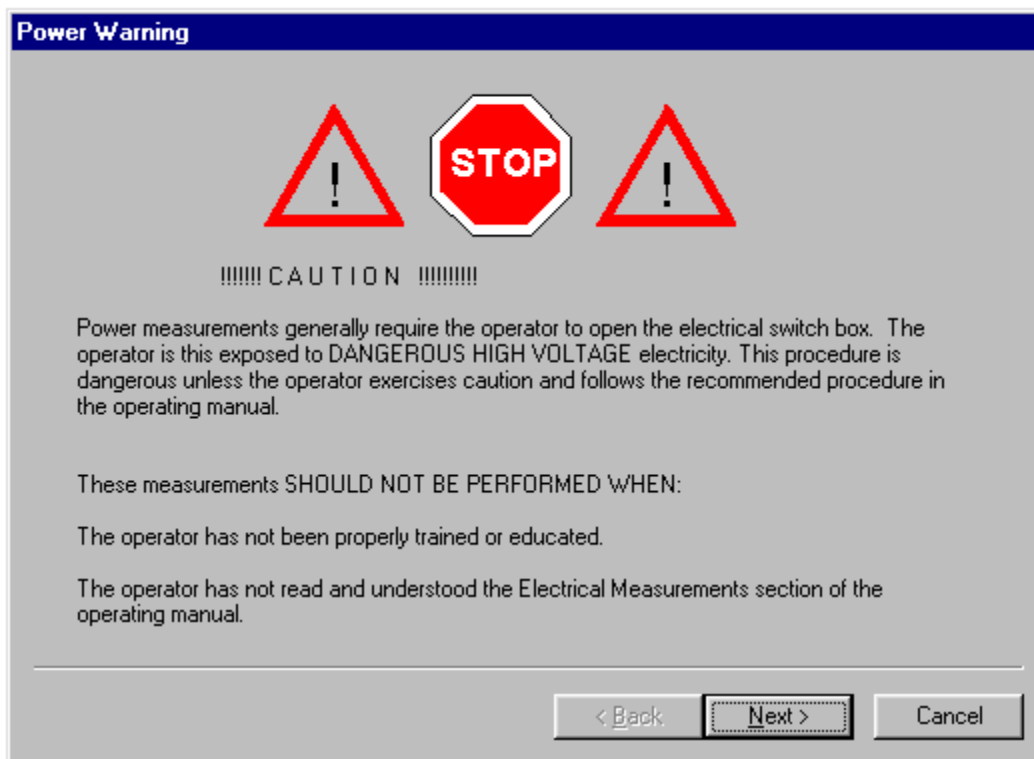 Power Warning
! STOP !
!!!!!!! C A U T I O N !!!!!!!!!!
Power measurements generally require the operator to open the electrical switch box. The
operator is this exposed to DANGEROUS HIGH VOLTAGE electricity. This procedure is
dangerous unless the operator exercises caution and follows the recommended procedure in
the operating manual.
These measurements SHOULD NOT BE PERFORMED WHEN:
The operator has not been properly trained or educated.
The operator has not read and understood the Electrical Measurements section of the
operating manual.
< Back Next > Cancel